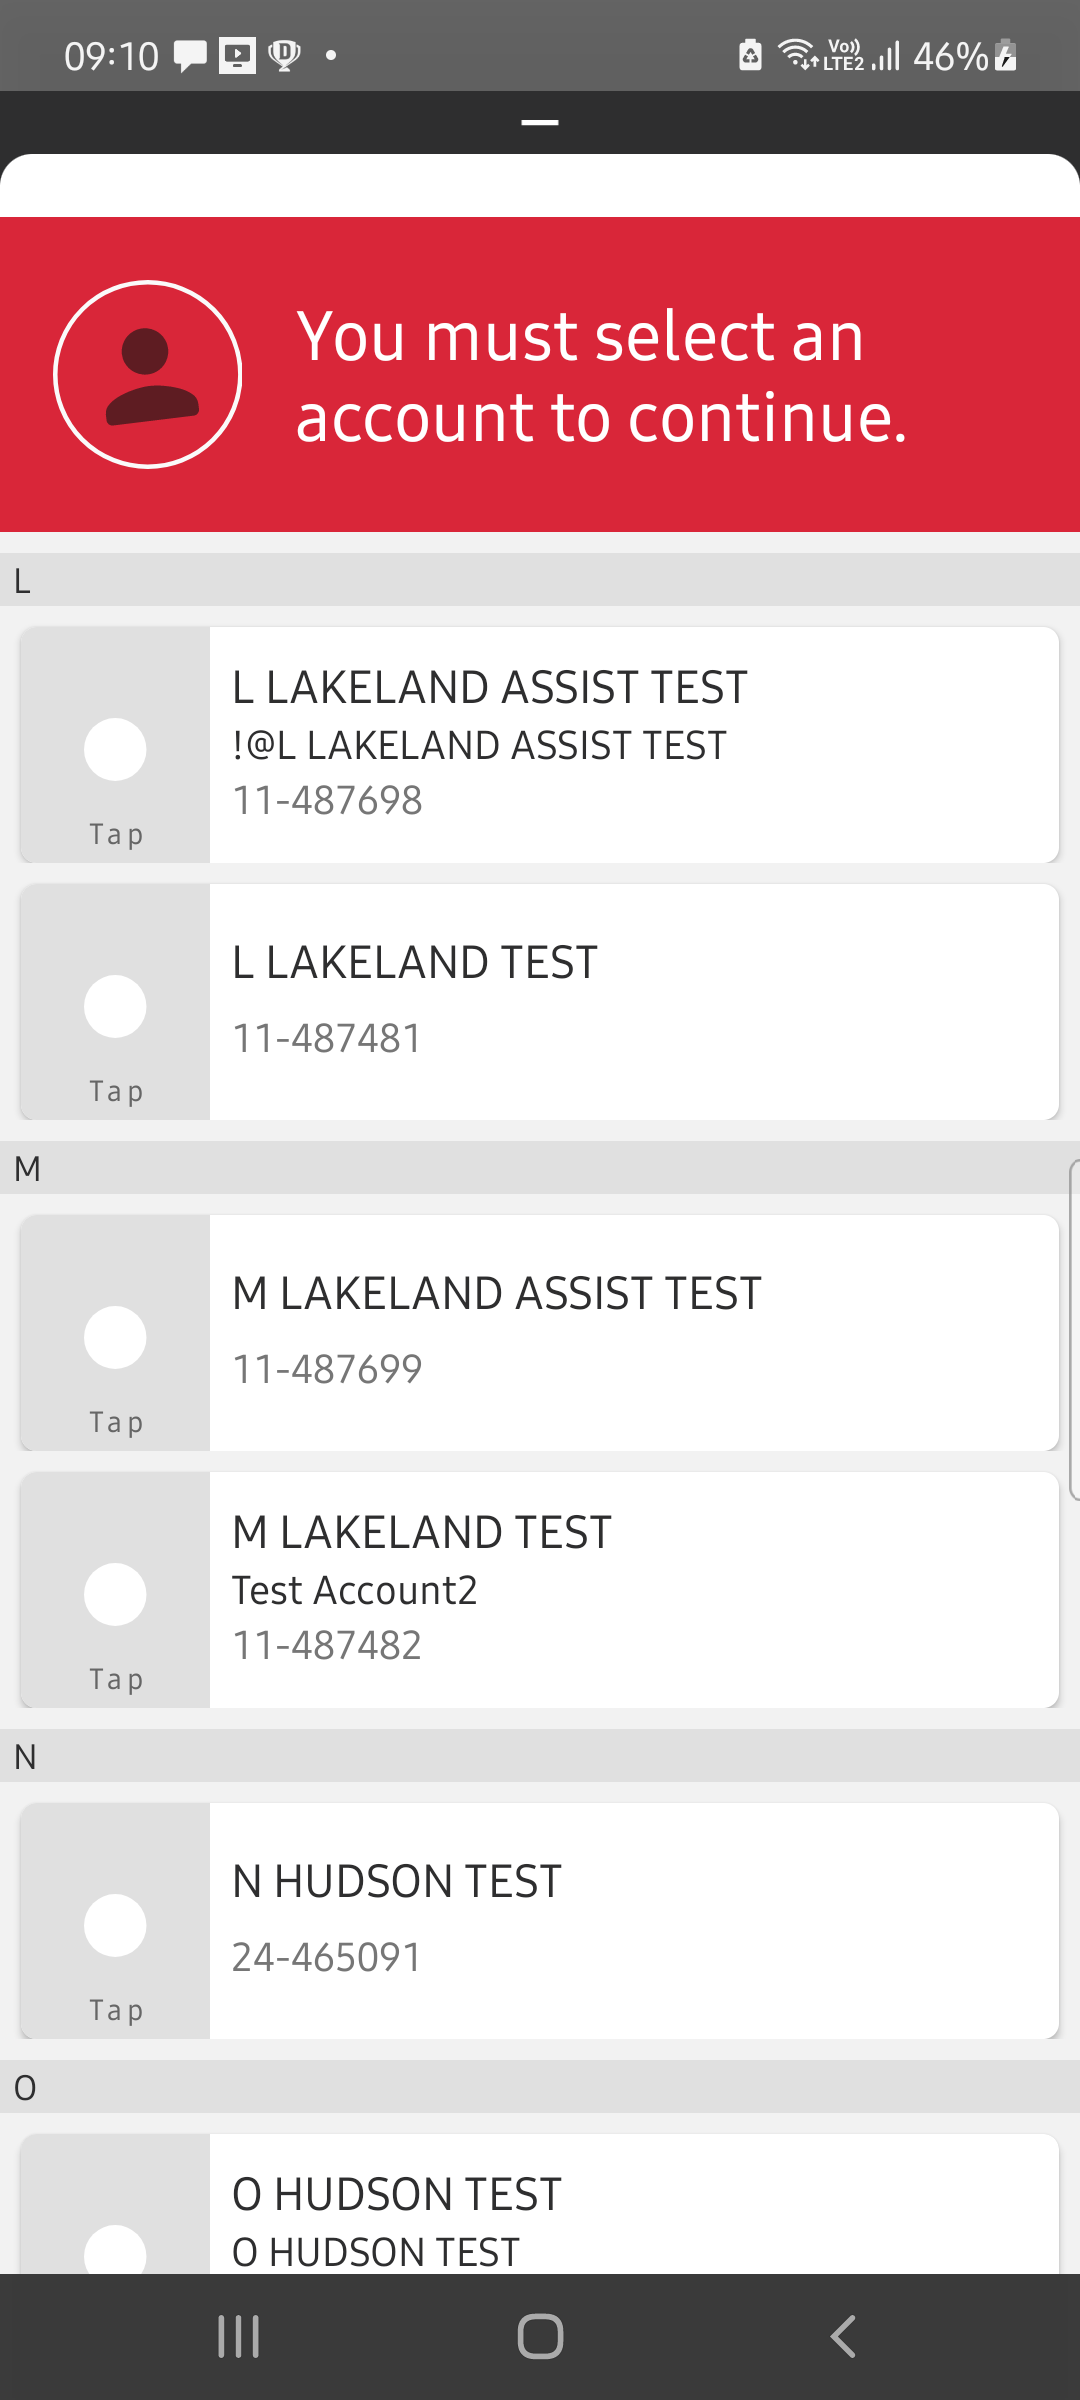 09:10
Vo)) LTE2 46%
You must select an
account to continue.
L
L LAKELAND ASSIST TEST
!@L LAKELAND ASSIST TEST
11-487698
Tap
L LAKELAND TEST
11-487481
Tap
M
M LAKELAND ASSIST TEST
11-487699
Tap
M LAKELAND TEST
Test Account2
11-487482
Tap
N
N HUDSON TEST
24-465091
Tap
O
O HUDSON TEST
O HUDSON TEST